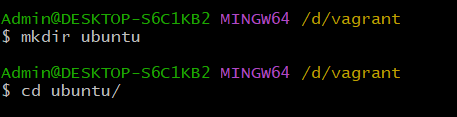 Admin@DESKTOP-S6C1KB2 MINGW64 /d/vagrant
$ mkdir ubuntu
Admin@DESKTOP-S6C1KB2 MINGW64 /d/vagrant
$ cd ubuntu/